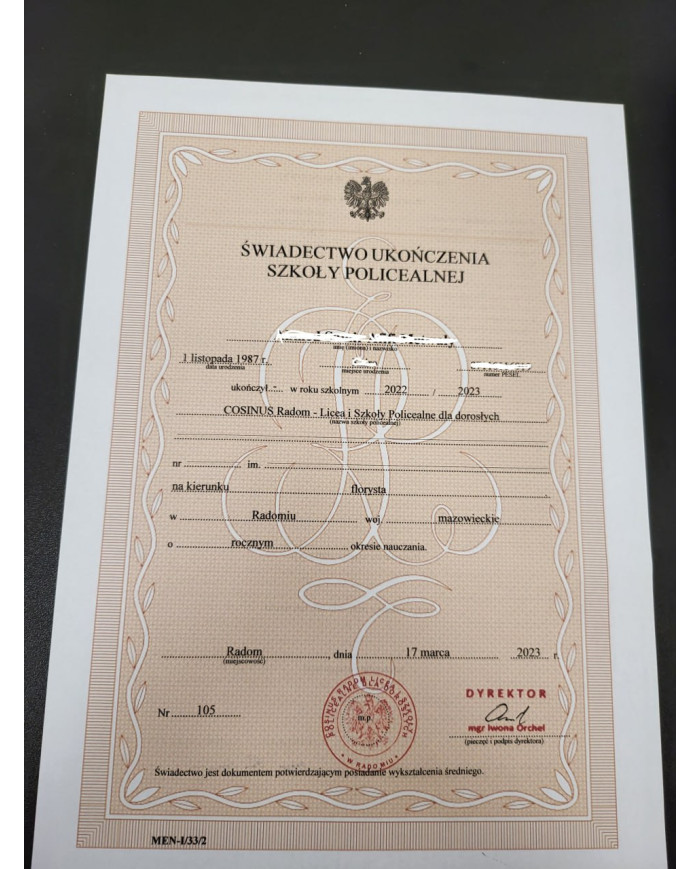 ŚWIADECTWO UKOŃCZENIA
SZKOŁY POLICEALNEJ
imię (imiona) i nazwisko
1 listopada 1987 r.
data urodzenia miejsce urodzenia numer PESEL
ukończył w roku szkolnym 2022 / 2023
COSINUS Radom - Licea i Szkoły Policealne dla dorosłych
(nazwa szkoły policealnej)
nr im.
na kierunku florysta
w Radomiu woj. mazowieckie
o rocznym okresie nauczania.
Radom , dnia 17 marca 2023 r.
(miejscowość)
DYREKTOR
Nr 105
m.p.
mgr Iwona Orchel
(pieczęć i podpis dyrektora)
W RADOMIU
Świadectwo jest dokumentem potwierdzającym posiadanie wykształcenia średniego.
MEN-I/33/2